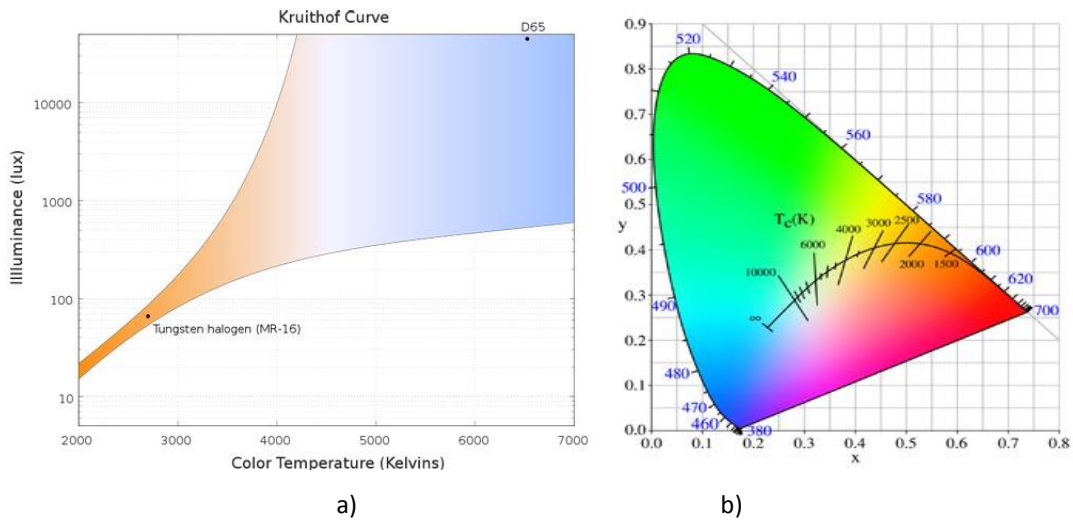 Kruithof Curve
D65
10000
1000
100
10
Illluminance (lux)
Tungsten halogen (MR-16)
2000 3000 4000 5000 6000 7000
Color Temperature (Kelvins)
a)
0.9
0.8
0.7
0.6
0.5
y
0.4
0.3
0.2
0.1
0.0
520
540
560
500
580
Tc(K)
4000 3000 2500
6000
2000 1500
600
10000
620
490
∞
700
480
470
460
380
0.0 0.1 0.2 0.3 0.4 0.5 0.6 0.7 0.8
x
b)